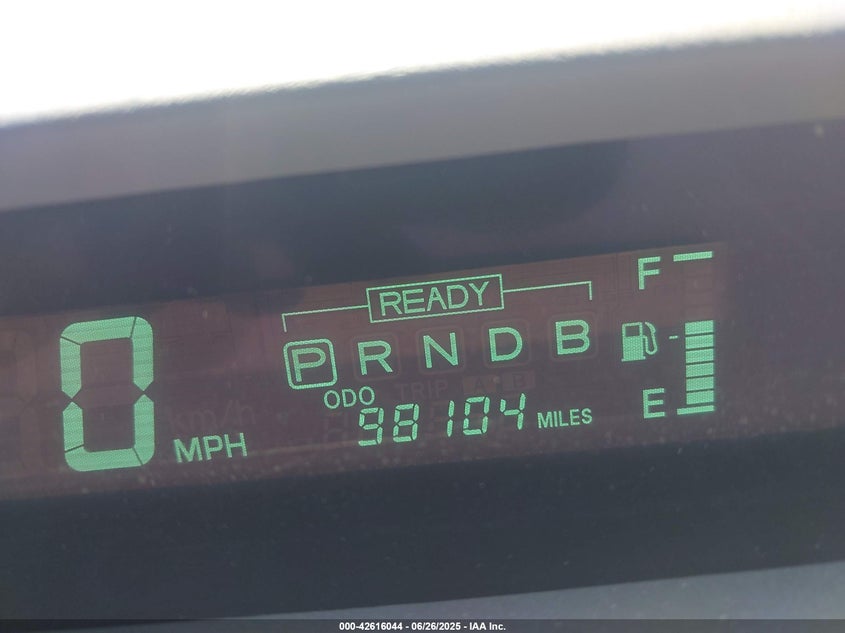 READY
F
P R N D B
ODO TRIP A B
0 MPH 98104 MILES
E
000-42616044 - 06/26/2025 - IAA Inc.